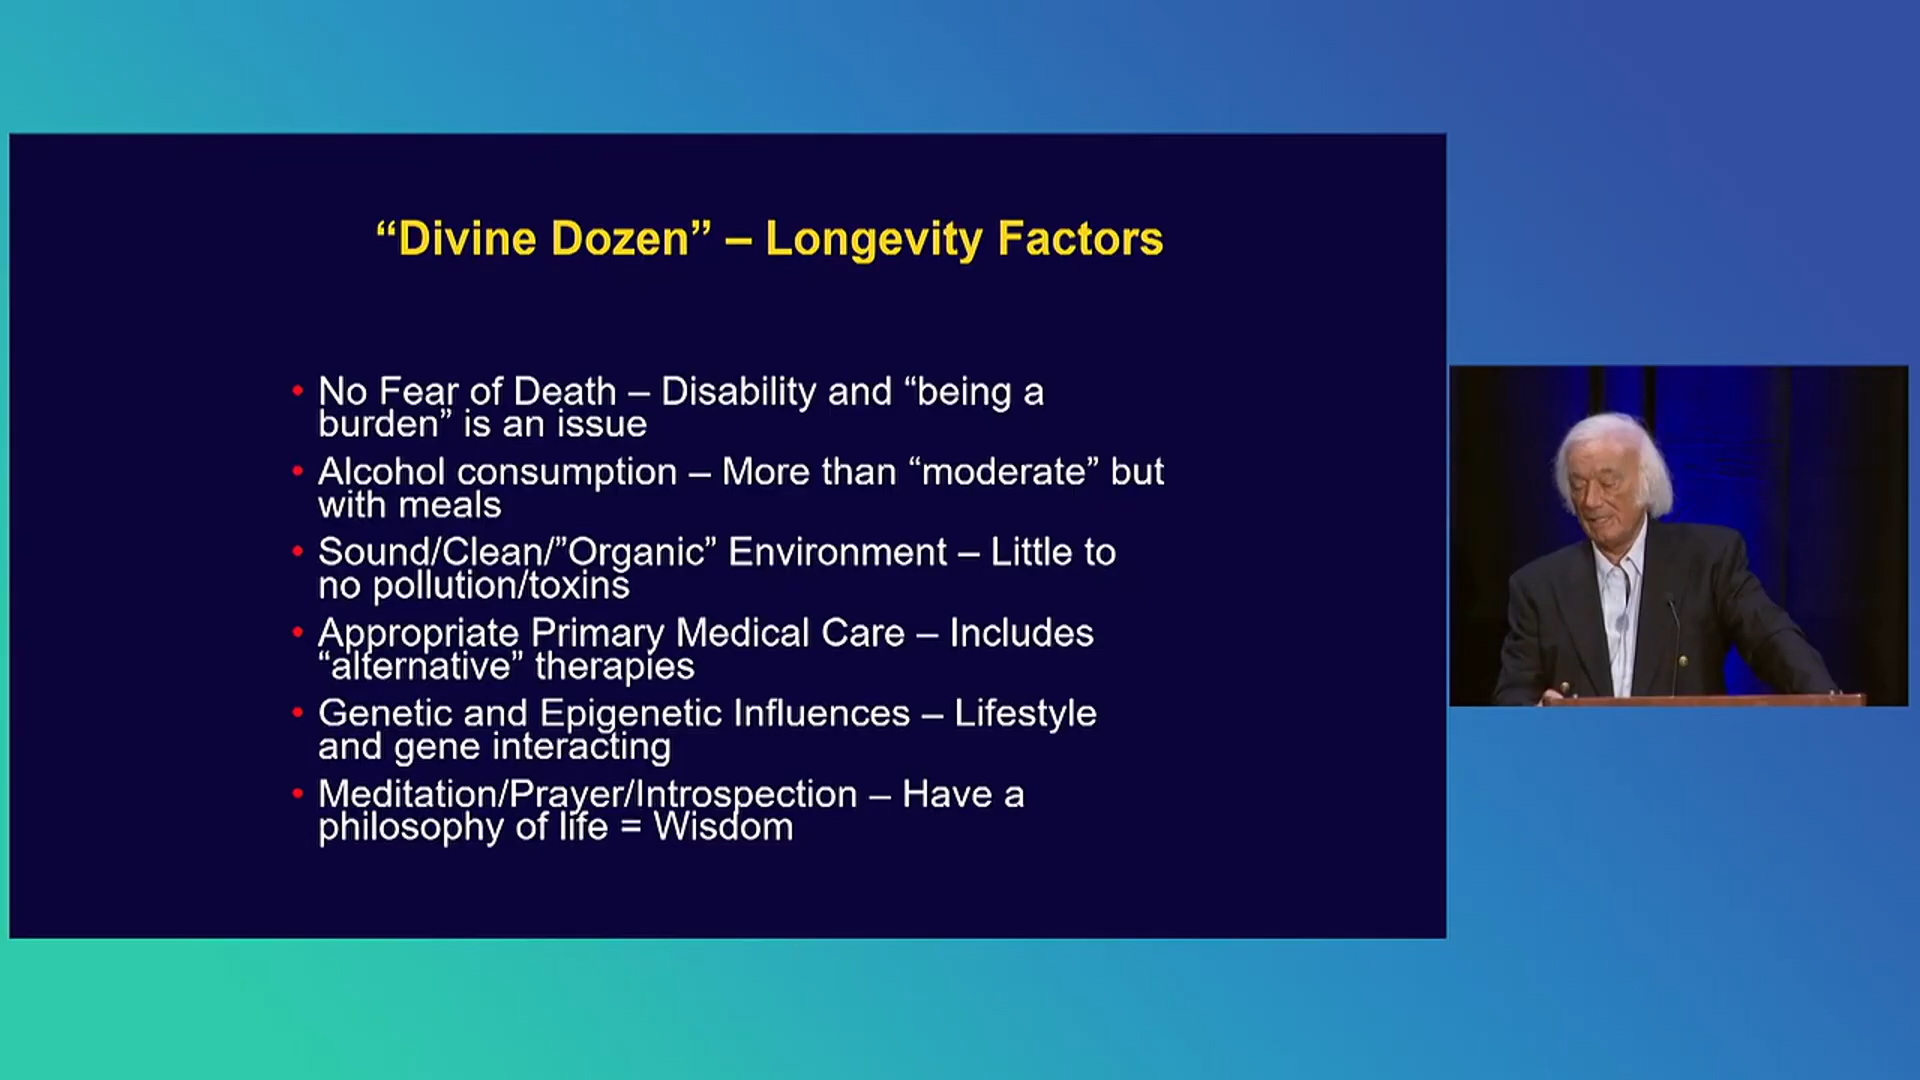 “Divine Dozen” – Longevity Factors
• No Fear of Death – Disability and “being a
burden” is an issue
• Alcohol consumption – More than “moderate” but
with meals
• Sound/Clean/”Organic” Environment – Little to
no pollution/toxins
• Appropriate Primary Medical Care – Includes
“alternative” therapies
• Genetic and Epigenetic Influences – Lifestyle
and gene interacting
• Meditation/Prayer/Introspection – Have a
philosophy of life = Wisdom